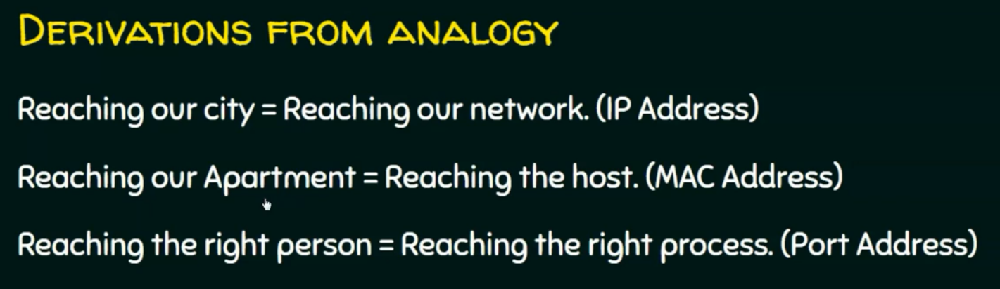 DERIVATIONS FROM ANALOGY
Reaching our city = Reaching our network. (IP Address)
Reaching our Apartment = Reaching the host. (MAC Address)
Reaching the right person = Reaching the right process. (Port Address)